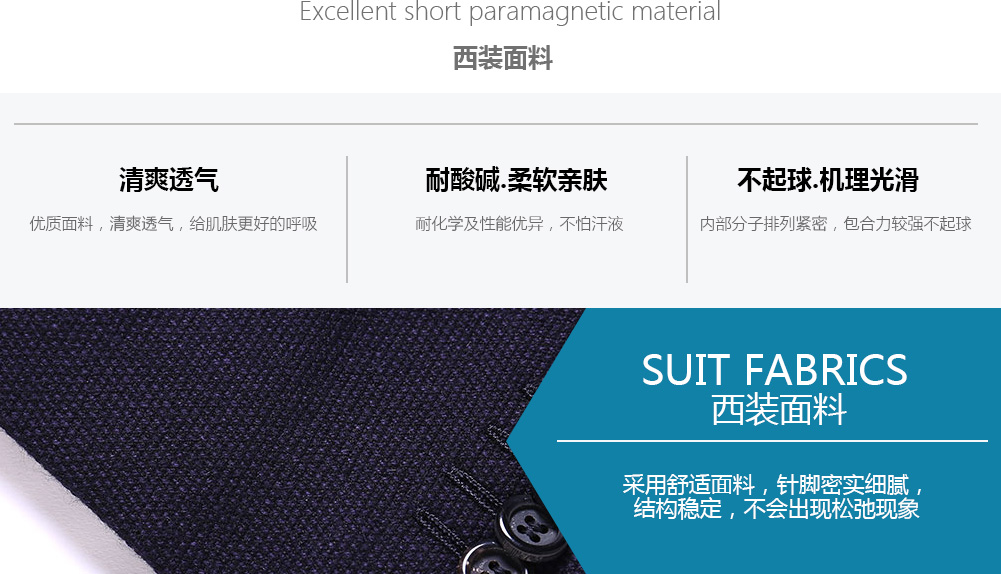 Excellent short paramagnetic material
西装面料
清爽透气
优质面料，清爽透气，给肌肤更好的呼吸
耐酸碱.柔软亲肤
耐化学及性能优异，不怕汗液
不起球.机理光滑
内部分子排列紧密，包合力较强不起球
SUIT FABRICS
西装面料
采用舒适面料，针脚密实细腻，
结构稳定，不会出现松弛现象